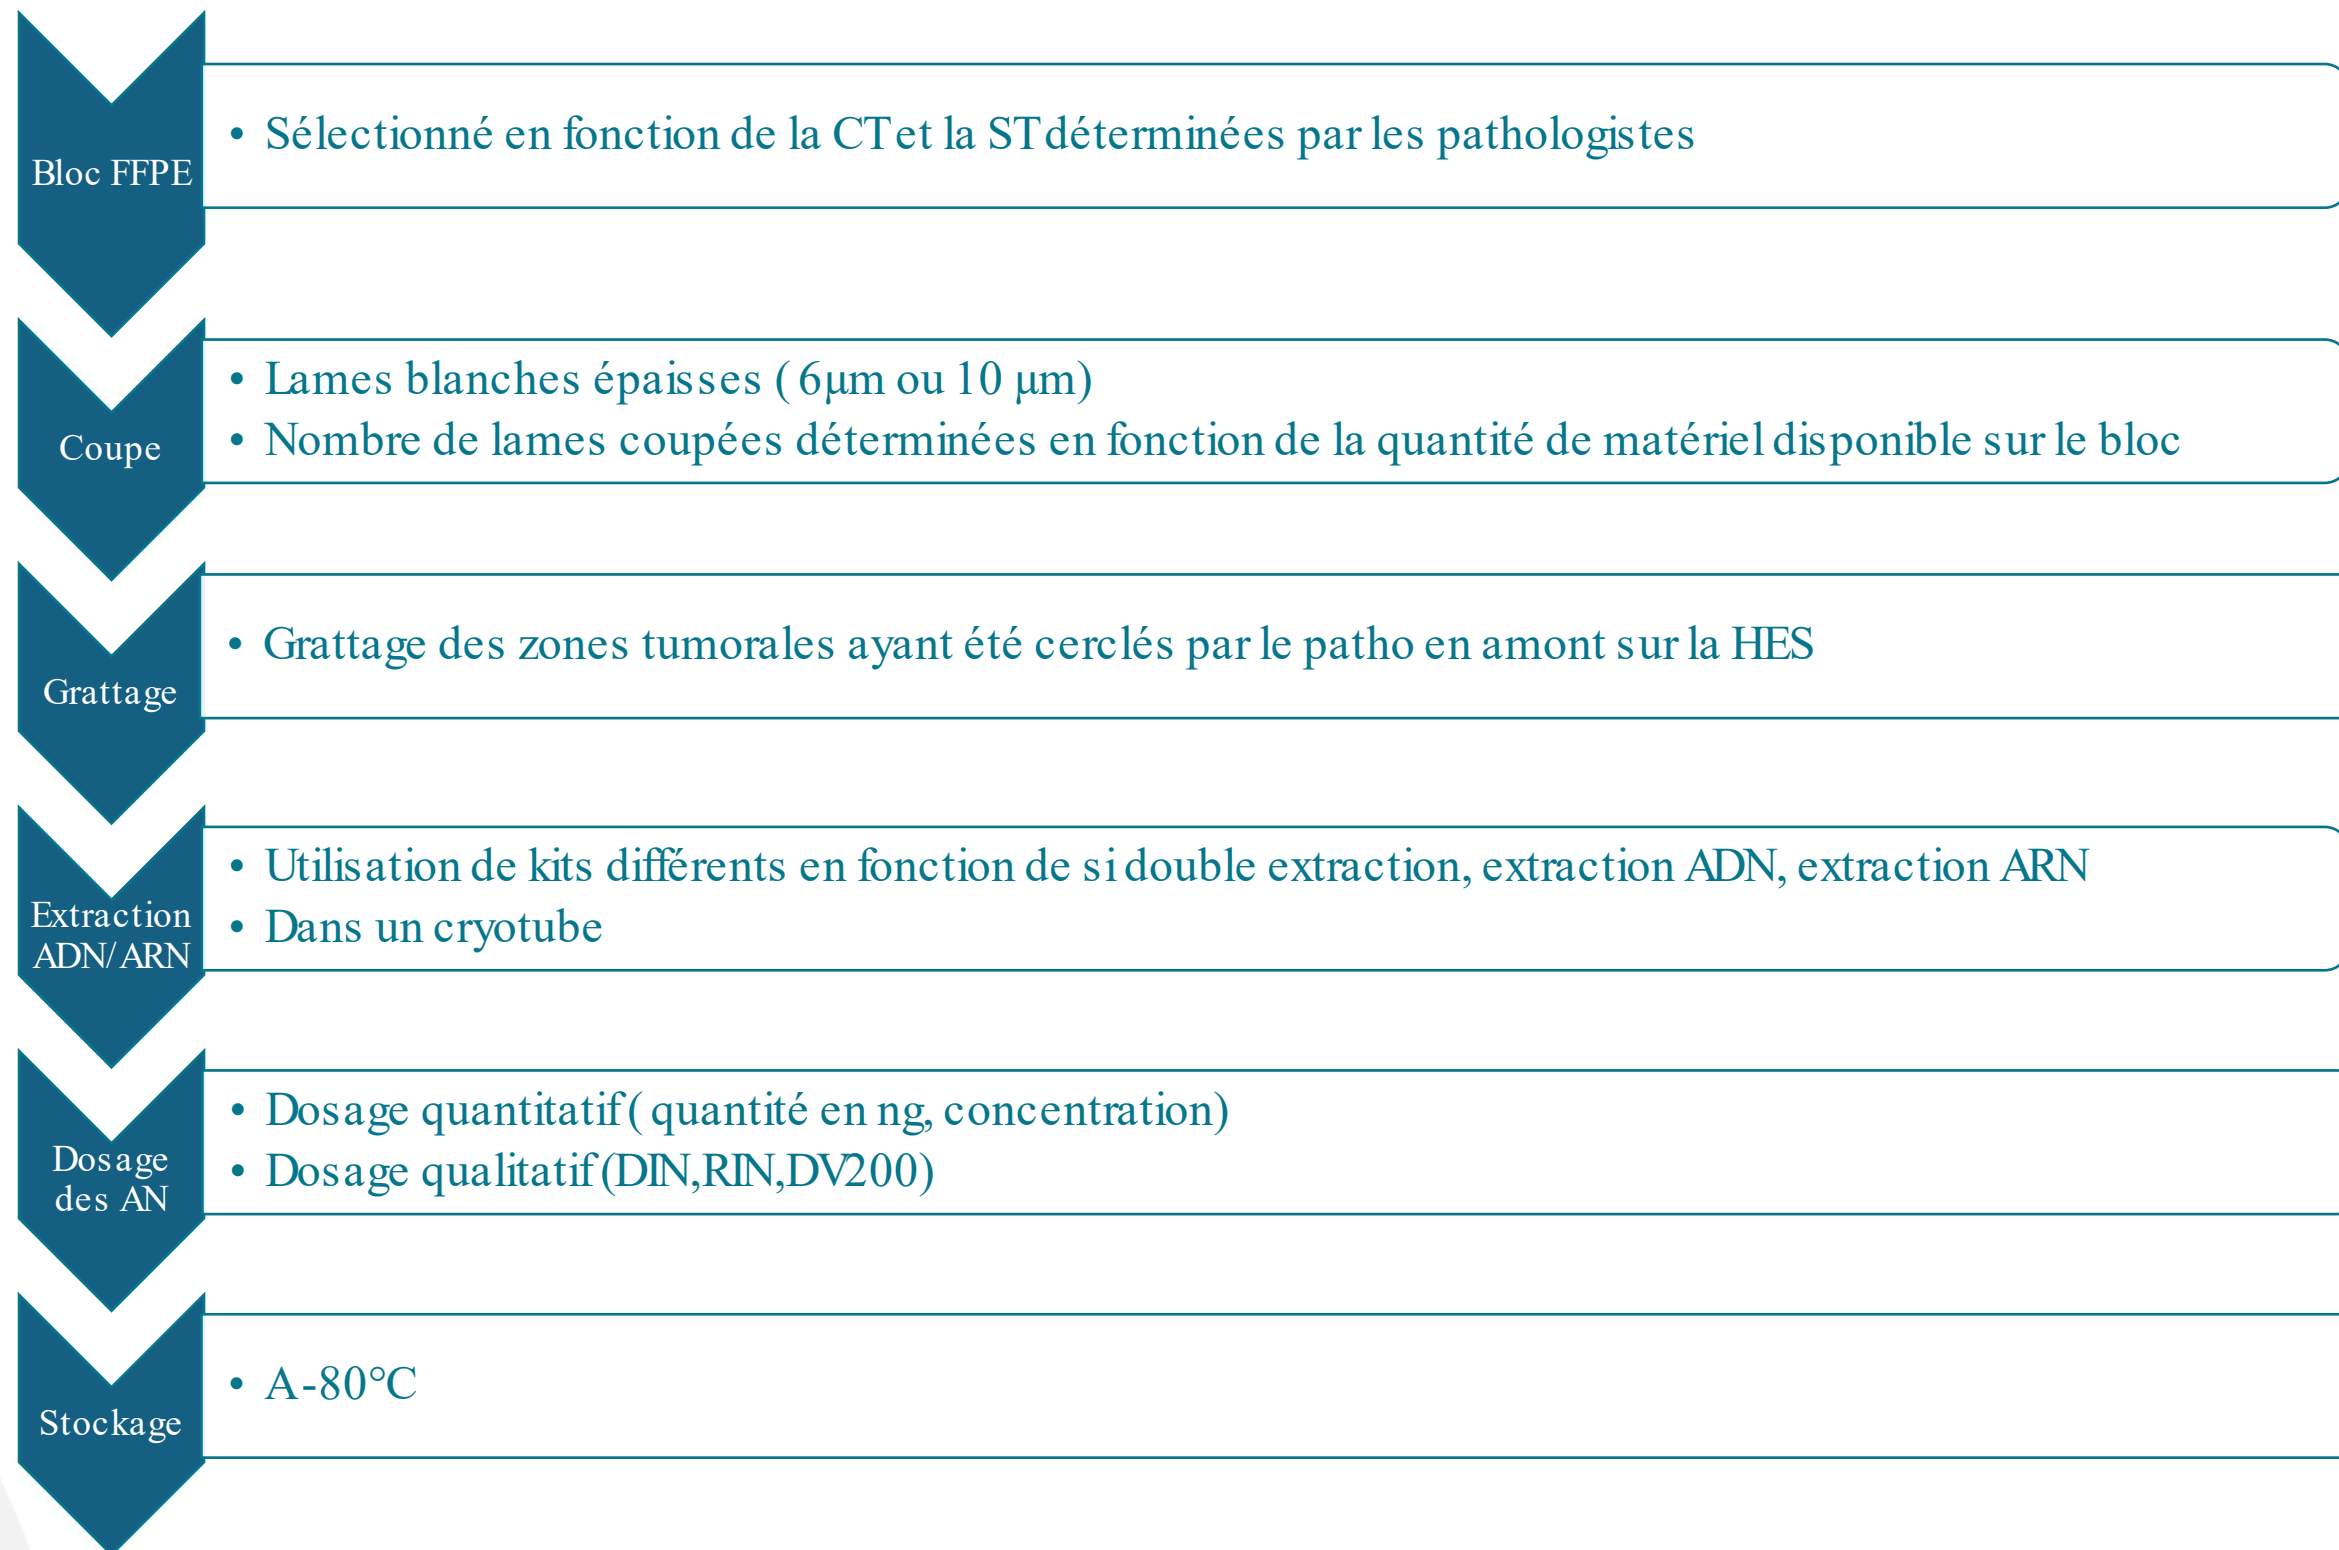 Bloc FFPE
• Sélectionné en fonction de la CT et la ST déterminées par les pathologistes
Coupe
• Lames blanches épaisses ( 6µm ou 10 µm)
• Nombre de lames coupées déterminées en fonction de la quantité de matériel disponible sur le bloc
Grattage
• Grattage des zones tumorales ayant été cerclés par le patho en amont sur la HES
Extraction
ADN/ARN
• Utilisation de kits différents en fonction de si double extraction, extraction ADN, extraction ARN
• Dans un cryotube
Dosage
des AN
• Dosage quantitatif ( quantité en ng, concentration)
• Dosage qualitatif (DIN,RIN,DV200)
Stockage
• A -80°C